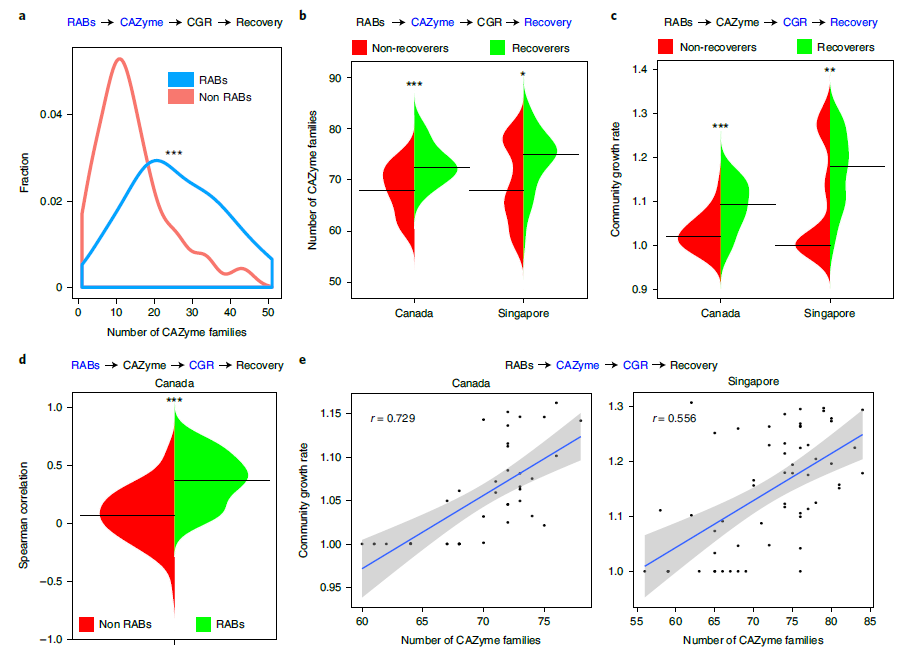 a
RABs → CAZyme → CGR → Recovery
Fraction
0.04
0.02
0
RABs
Non RABs
***
0 10 20 30 40 50
Number of CAZyme families
b
RABs → CAZyme → CGR → Recovery
Non-recoverers Recoverers
Number of CAZyme families
90
80
70
60
50
***
*
Canada Singapore
c
RABs → CAZyme → CGR → Recovery
Non-recoverers Recoverers
Community growth rate
1.4
1.3
1.2
1.1
1.0
0.9
***
**
Canada Singapore
d
RABs → CAZyme → CGR → Recovery
Canada
***
Spearman correlation
1.0
0.5
0
−0.5
−1.0
Non RABs RABs
e
RABs → CAZyme → CGR → Recovery
Canada
r = 0.729
Community growth rate
1.15
1.10
1.05
1.00
0.95
60 65 70 75
Number of CAZyme families
Singapore
r = 0.556
1.3
1.2
1.1
1.0
55 60 65 70 75 80 85
Number of CAZyme families